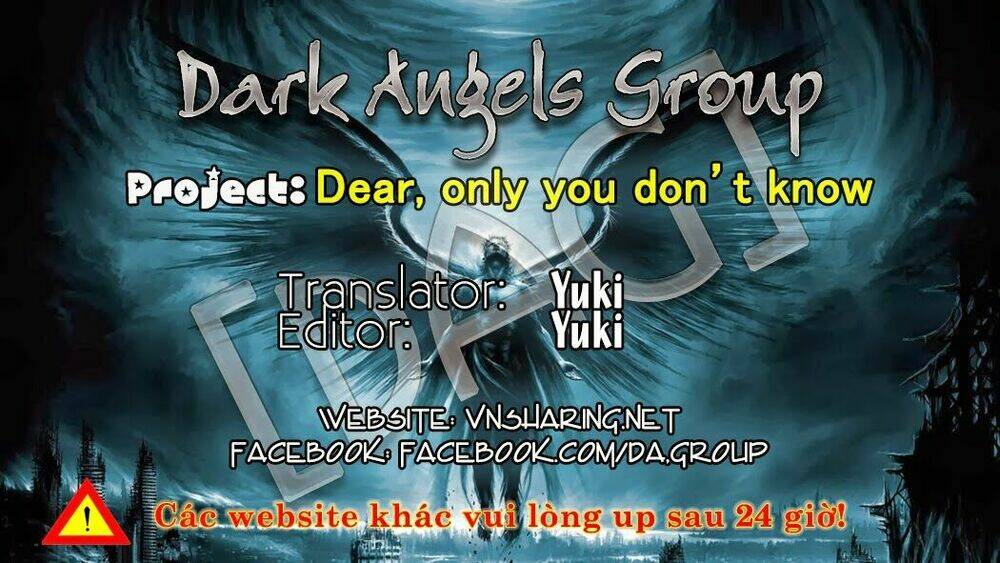 Dark Angels Group
Project: Dear, only you don't know
Translator: Yuki
Editor: Yuki
WEBSITE: VNSHARING.NET
FACEBOOK: FACEBOOK.COM/DA.GROUP
Các website khác vui lòng up sau 24 giờ!
[DAG]